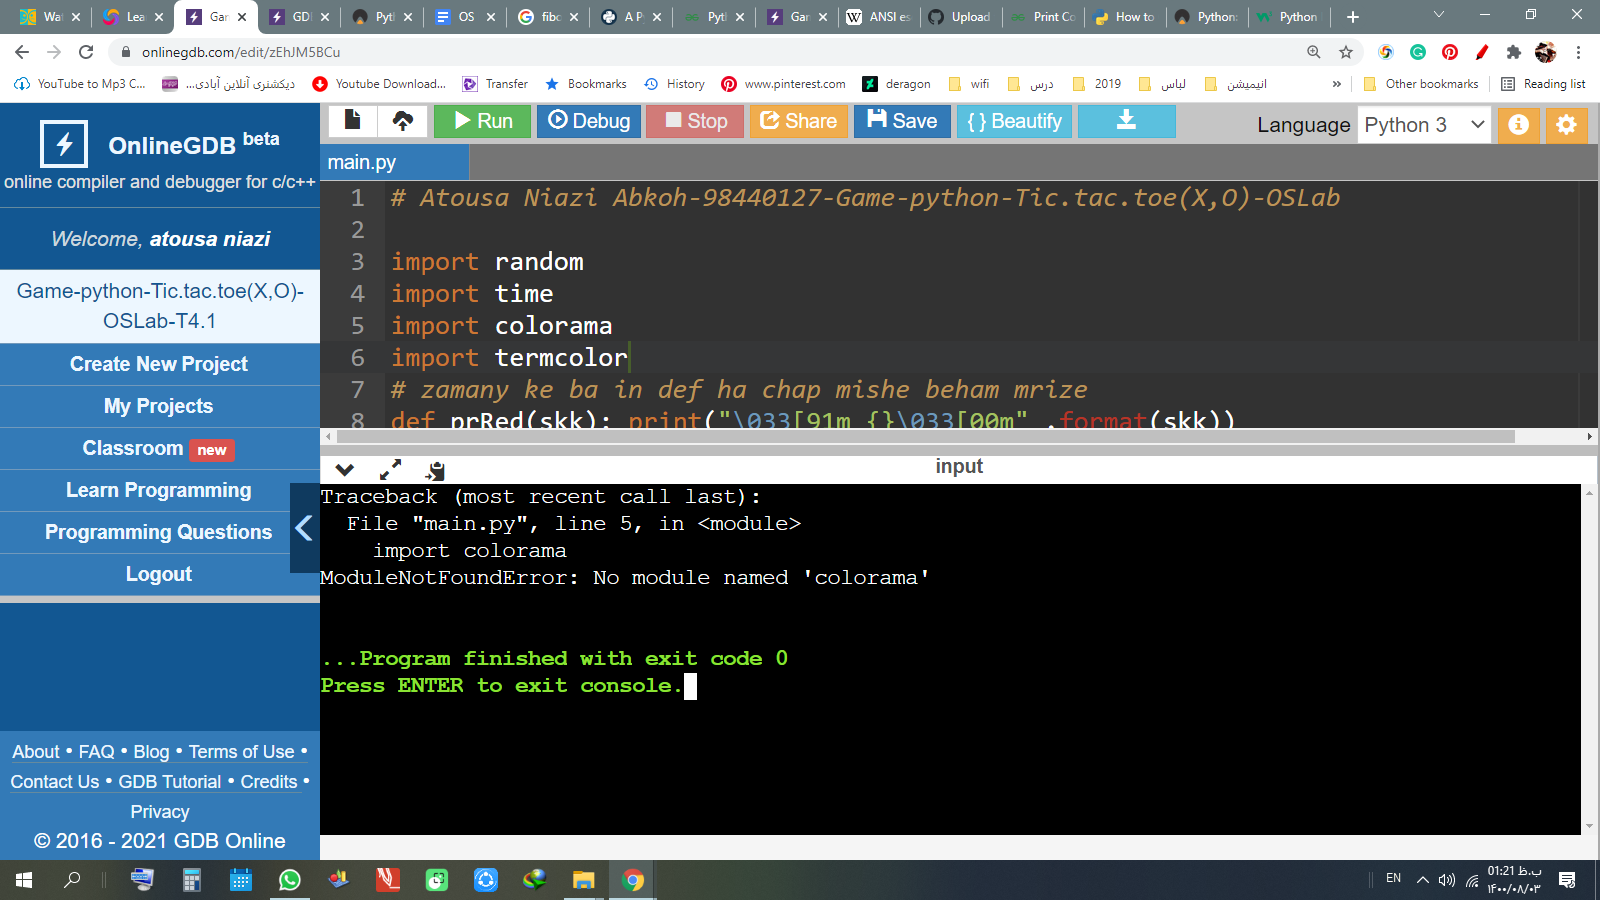 Wat
Lea
Gar
GDI
Pytl
OS
fibo
A P
Pytl
Gar
ANSI es
Upload
Print Co
How to
Python:
Python
onlinegdb.com/edit/zEhJM5BCu
YouTube to Mp3 C...
دیکشنری آنلاین آبادی...
Youtube Download...
Transfer
Bookmarks
History
www.pinterest.com
deragon
wifi
درس
2019
لباس
انیمیشن
»
Other bookmarks
Reading list
OnlineGDB beta
online compiler and debugger for c/c++
Welcome, atousa niazi
Game-python-Tic.tac.toe(X,O)-
OSLab-T4.1
Create New Project
My Projects
Classroom new
Learn Programming
Programming Questions
Logout
About • FAQ • Blog • Terms of Use •
Contact Us • GDB Tutorial • Credits •
Privacy
© 2016 - 2021 GDB Online
Run
Debug
Stop
Share
Save
{ } Beautify
Language Python 3
main.py
1 # Atousa Niazi Abkoh-98440127-Game-python-Tic.tac.toe(X,O)-OSLab
2
3 import random
4 import time
5 import colorama
6 import termcolor
7 # zamany ke ba in def ha chap mishe beham mrize
8 def prRed(skk): print("\033[91m {}\033[00m" .format(skk))
input
Traceback (most recent call last):
File "main.py", line 5, in <module>
import colorama
ModuleNotFoundError: No module named 'colorama'
...Program finished with exit code 0
Press ENTER to exit console.
EN
01:21 ب.ظ
۱۴۰۰/۰۸/۰۳